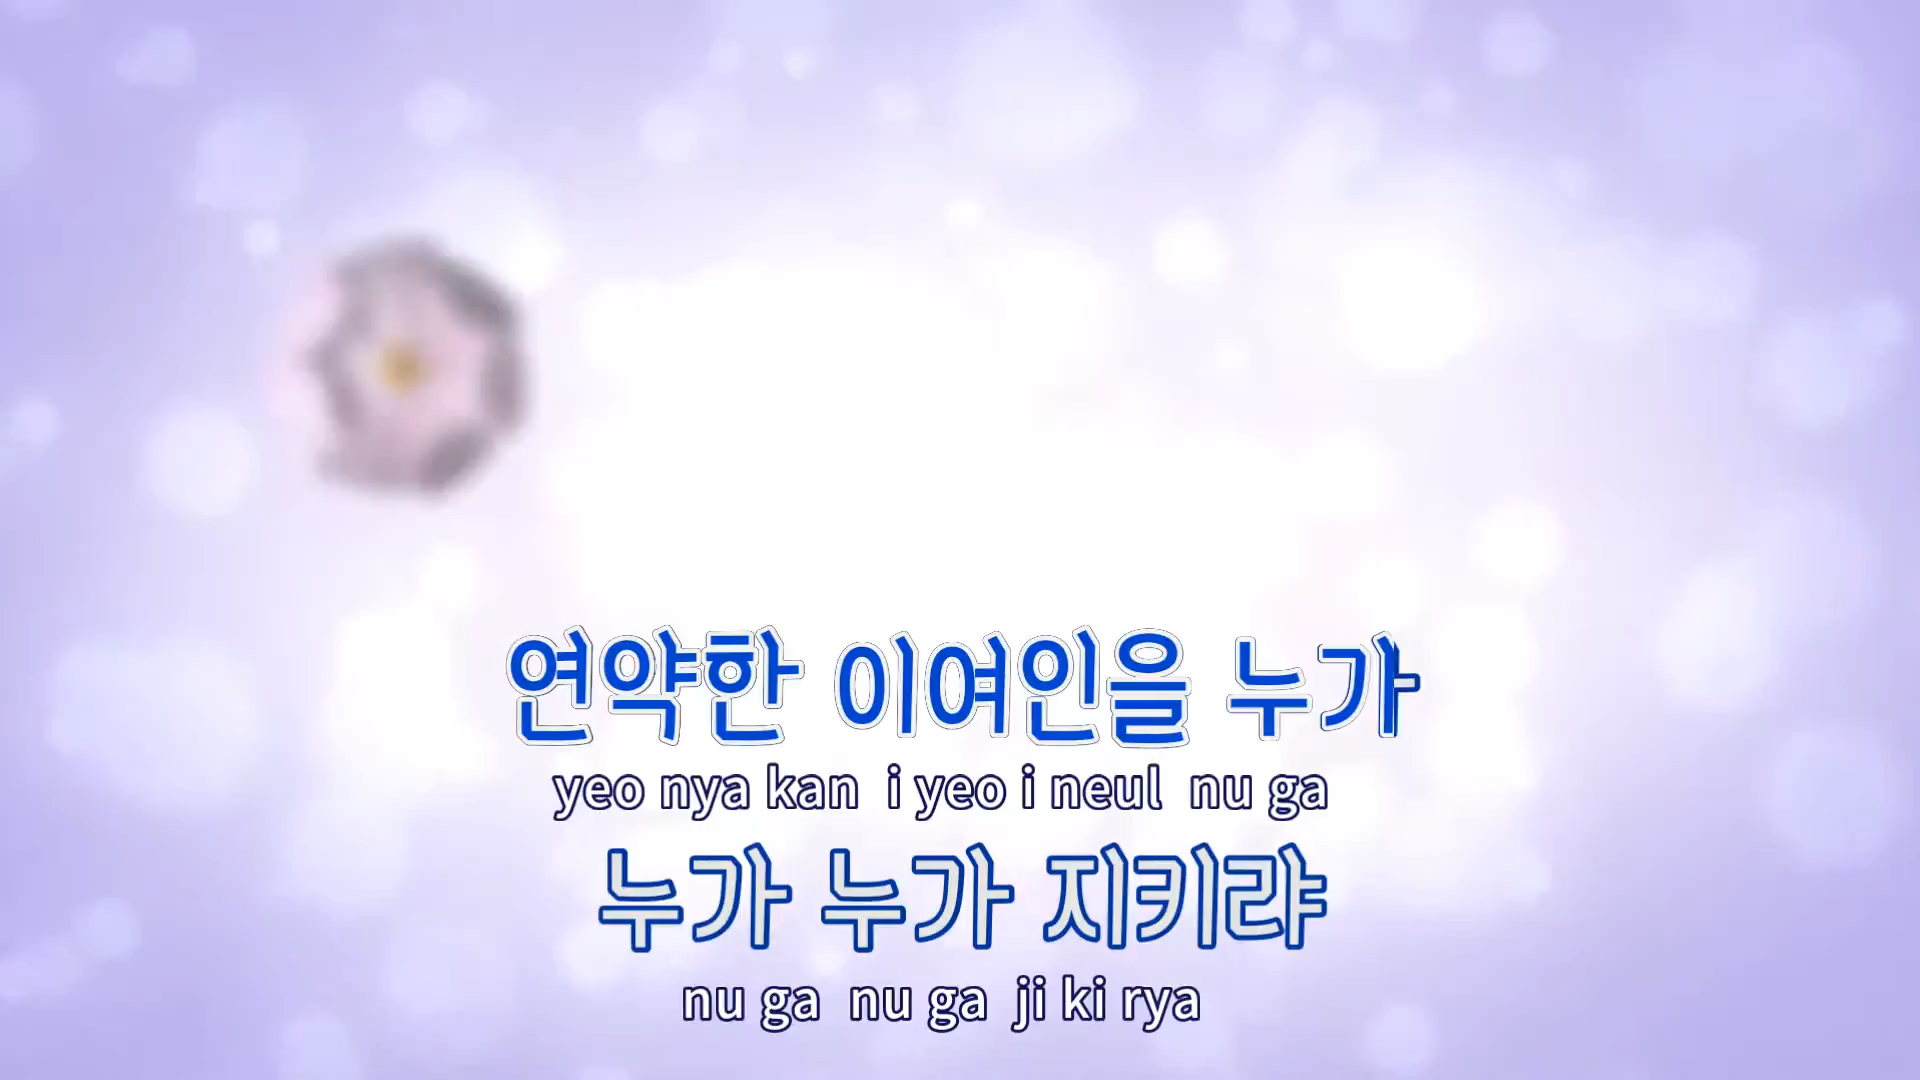 연약한 이여인을 누가
yeo nya kan i yeo i neul nu ga
누가 누가 지키랴
nu ga nu ga ji ki rya